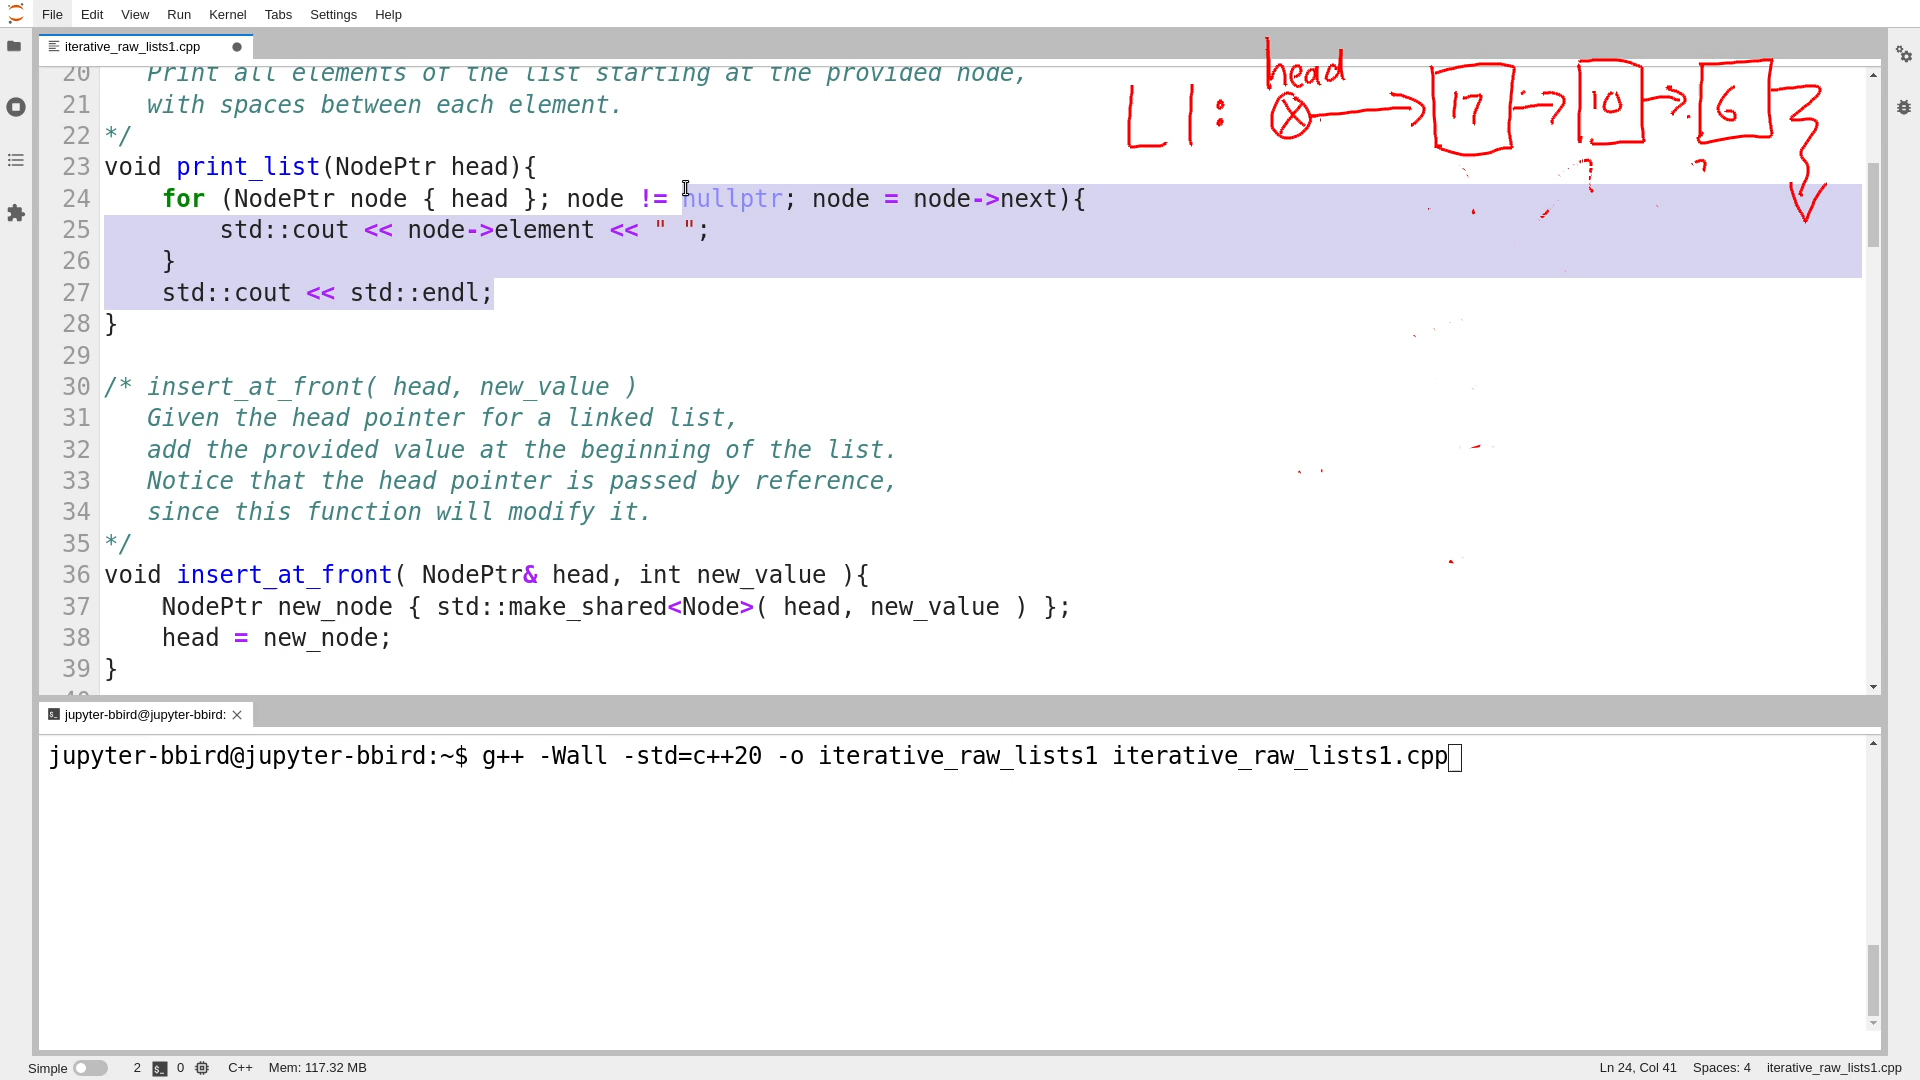 File Edit View Run Kernel Tabs Settings Help
iterative_raw_lists1.cpp
20    Print all elements of the list starting at the provided node,
21    with spaces between each element.
22 */
23 void print_list(NodePtr head){
24     for (NodePtr node { head }; node != nullptr; node = node->next){
25         std::cout << node->element << " ";
26     }
27     std::cout << std::endl;
28 }
29
30 /* insert_at_front( head, new_value )
31    Given the head pointer for a linked list,
32    add the provided value at the beginning of the list.
33    Notice that the head pointer is passed by reference,
34    since this function will modify it.
35 */
36 void insert_at_front( NodePtr& head, int new_value ){
37     NodePtr new_node { std::make_shared<Node>( head, new_value ) };
38     head = new_node;
39 }
40
head
L1: 17 10 6
jupyter-bbird@jupyter-bbird:
jupyter-bbird@jupyter-bbird:~$ g++ -Wall -std=c++20 -o iterative_raw_lists1 iterative_raw_lists1.cpp
Simple 2 0 C++ Mem: 117.32 MB Ln 24, Col 41 Spaces: 4 iterative_raw_lists1.cpp